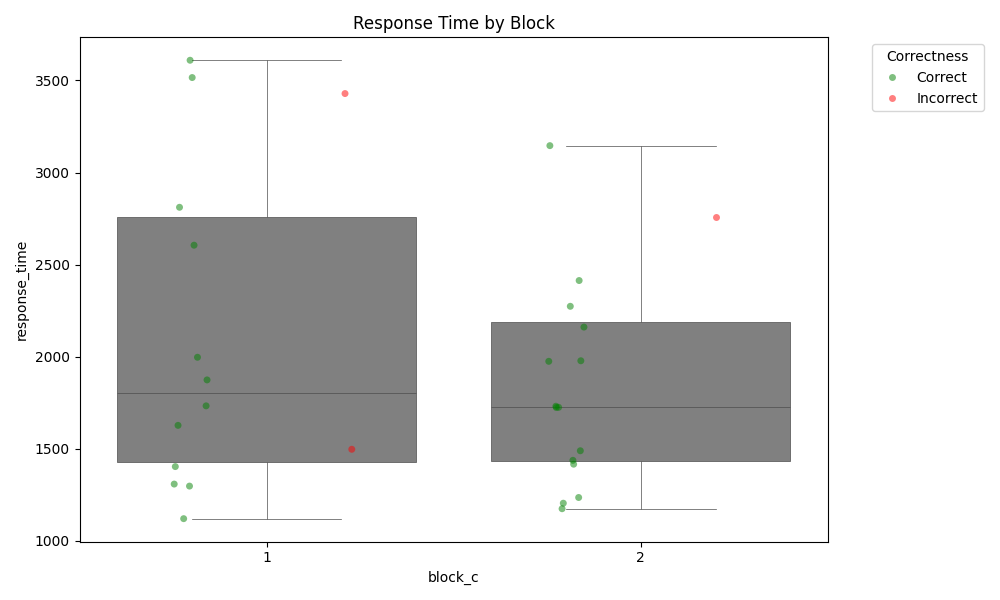 Response Time by Block
Correctness
Correct
Incorrect
response_time
3500
3000
2500
2000
1500
1000
1
2
block_c